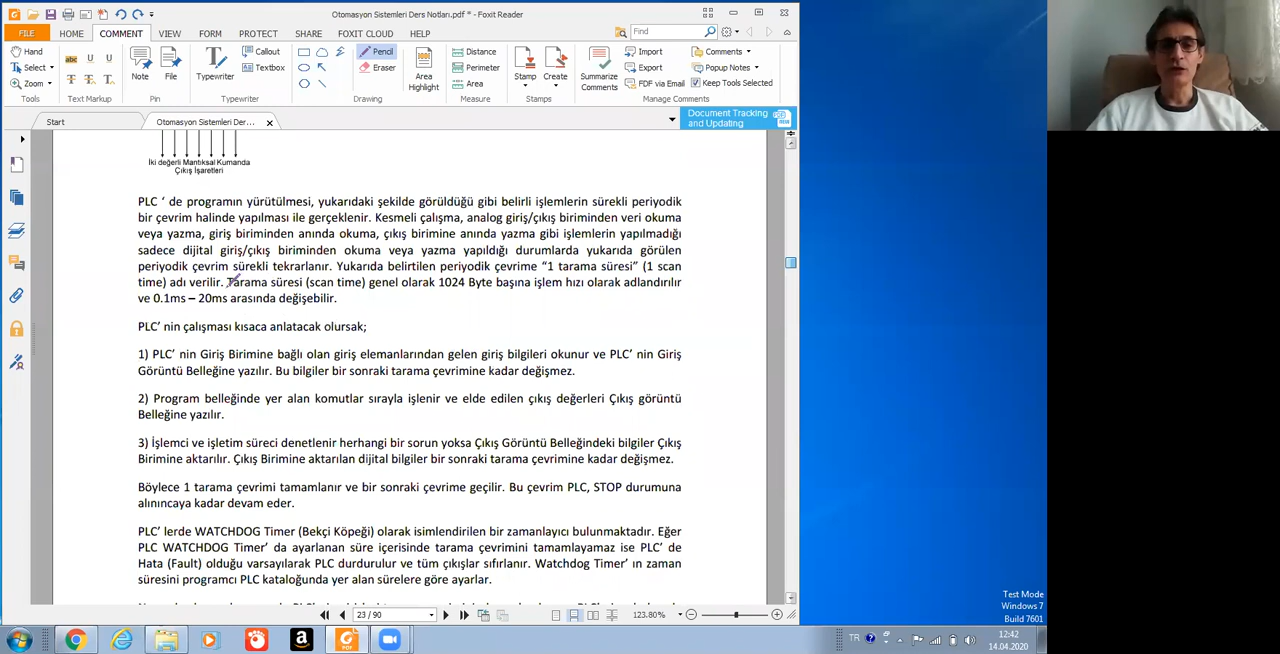 Otomasyon Sistemleri Ders Notları.pdf * - Foxit Reader
FILE HOME COMMENT VIEW FORM PROTECT SHARE FOXIT CLOUD HELP
Find
Hand
Select
Zoom
Tools
Text Markup
Note
File
Pin
Typewriter
Callout
Textbox
Typewriter
Pencil
Eraser
Drawing
Area
Highlight
Distance
Perimeter
Area
Measure
Stamp
Create
Stamps
Summarize
Comments
Import
Export
FDF via Email
Comments
Popup Notes
Keep Tools Selected
Manage Comments
Start
Otomasyon Sistemleri Der...
Document Tracking
and Updating
İki değerli Mantıksal Kumanda
Çıkış İşaretleri
PLC ‘ de programın yürütülmesi, yukarıdaki şekilde görüldüğü gibi belirli işlemlerin sürekli periyodik
bir çevrim halinde yapılması ile gerçeklenir. Kesmeli çalışma, analog giriş/çıkış biriminden veri okuma
veya yazma, giriş biriminden anında okuma, çıkış birimine anında yazma gibi işlemlerin yapılmadığı
sadece dijital giriş/çıkış biriminden okuma veya yazma yapıldığı durumlarda yukarıda görülen
periyodik çevrim sürekli tekrarlanır. Yukarıda belirtilen periyodik çevrime “1 tarama süresi” (1 scan
time) adı verilir. Tarama süresi (scan time) genel olarak 1024 Byte başına işlem hızı olarak adlandırılır
ve 0.1ms – 20ms arasında değişebilir.
PLC’ nin çalışması kısaca anlatacak olursak;
1) PLC’ nin Giriş Birimine bağlı olan giriş elemanlarından gelen giriş bilgileri okunur ve PLC’ nin Giriş
Görüntü Belleğine yazılır. Bu bilgiler bir sonraki tarama çevrimine kadar değişmez.
2) Program belleğinde yer alan komutlar sırayla işlenir ve elde edilen çıkış değerleri Çıkış görüntü
Belleğine yazılır.
3) İşlemci ve işletim süreci denetlenir herhangi bir sorun yoksa Çıkış Görüntü Belleğindeki bilgiler Çıkış
Birimine aktarılır. Çıkış Birimine aktarılan dijital bilgiler bir sonraki tarama çevrimine kadar değişmez.
Böylece 1 tarama çevrimi tamamlanır ve bir sonraki çevrime geçilir. Bu çevrim PLC, STOP durumuna
alınıncaya kadar devam eder.
PLC’ lerde WATCHDOG Timer (Bekçi Köpeği) olarak isimlendirilen bir zamanlayıcı bulunmaktadır. Eğer
PLC WATCHDOG Timer’ da ayarlanan süre içerisinde tarama çevrimini tamamlayamaz ise PLC’ de
Hata (Fault) olduğu varsayılarak PLC durdurulur ve tüm çıkışlar sıfırlanır. Watchdog Timer’ ın zaman
süresini programcı PLC kataloğunda yer alan sürelere göre ayarlar.
23 / 90
123.80%
Test Mode
Windows 7
Build 7601
TR
12:42
14.04.2020